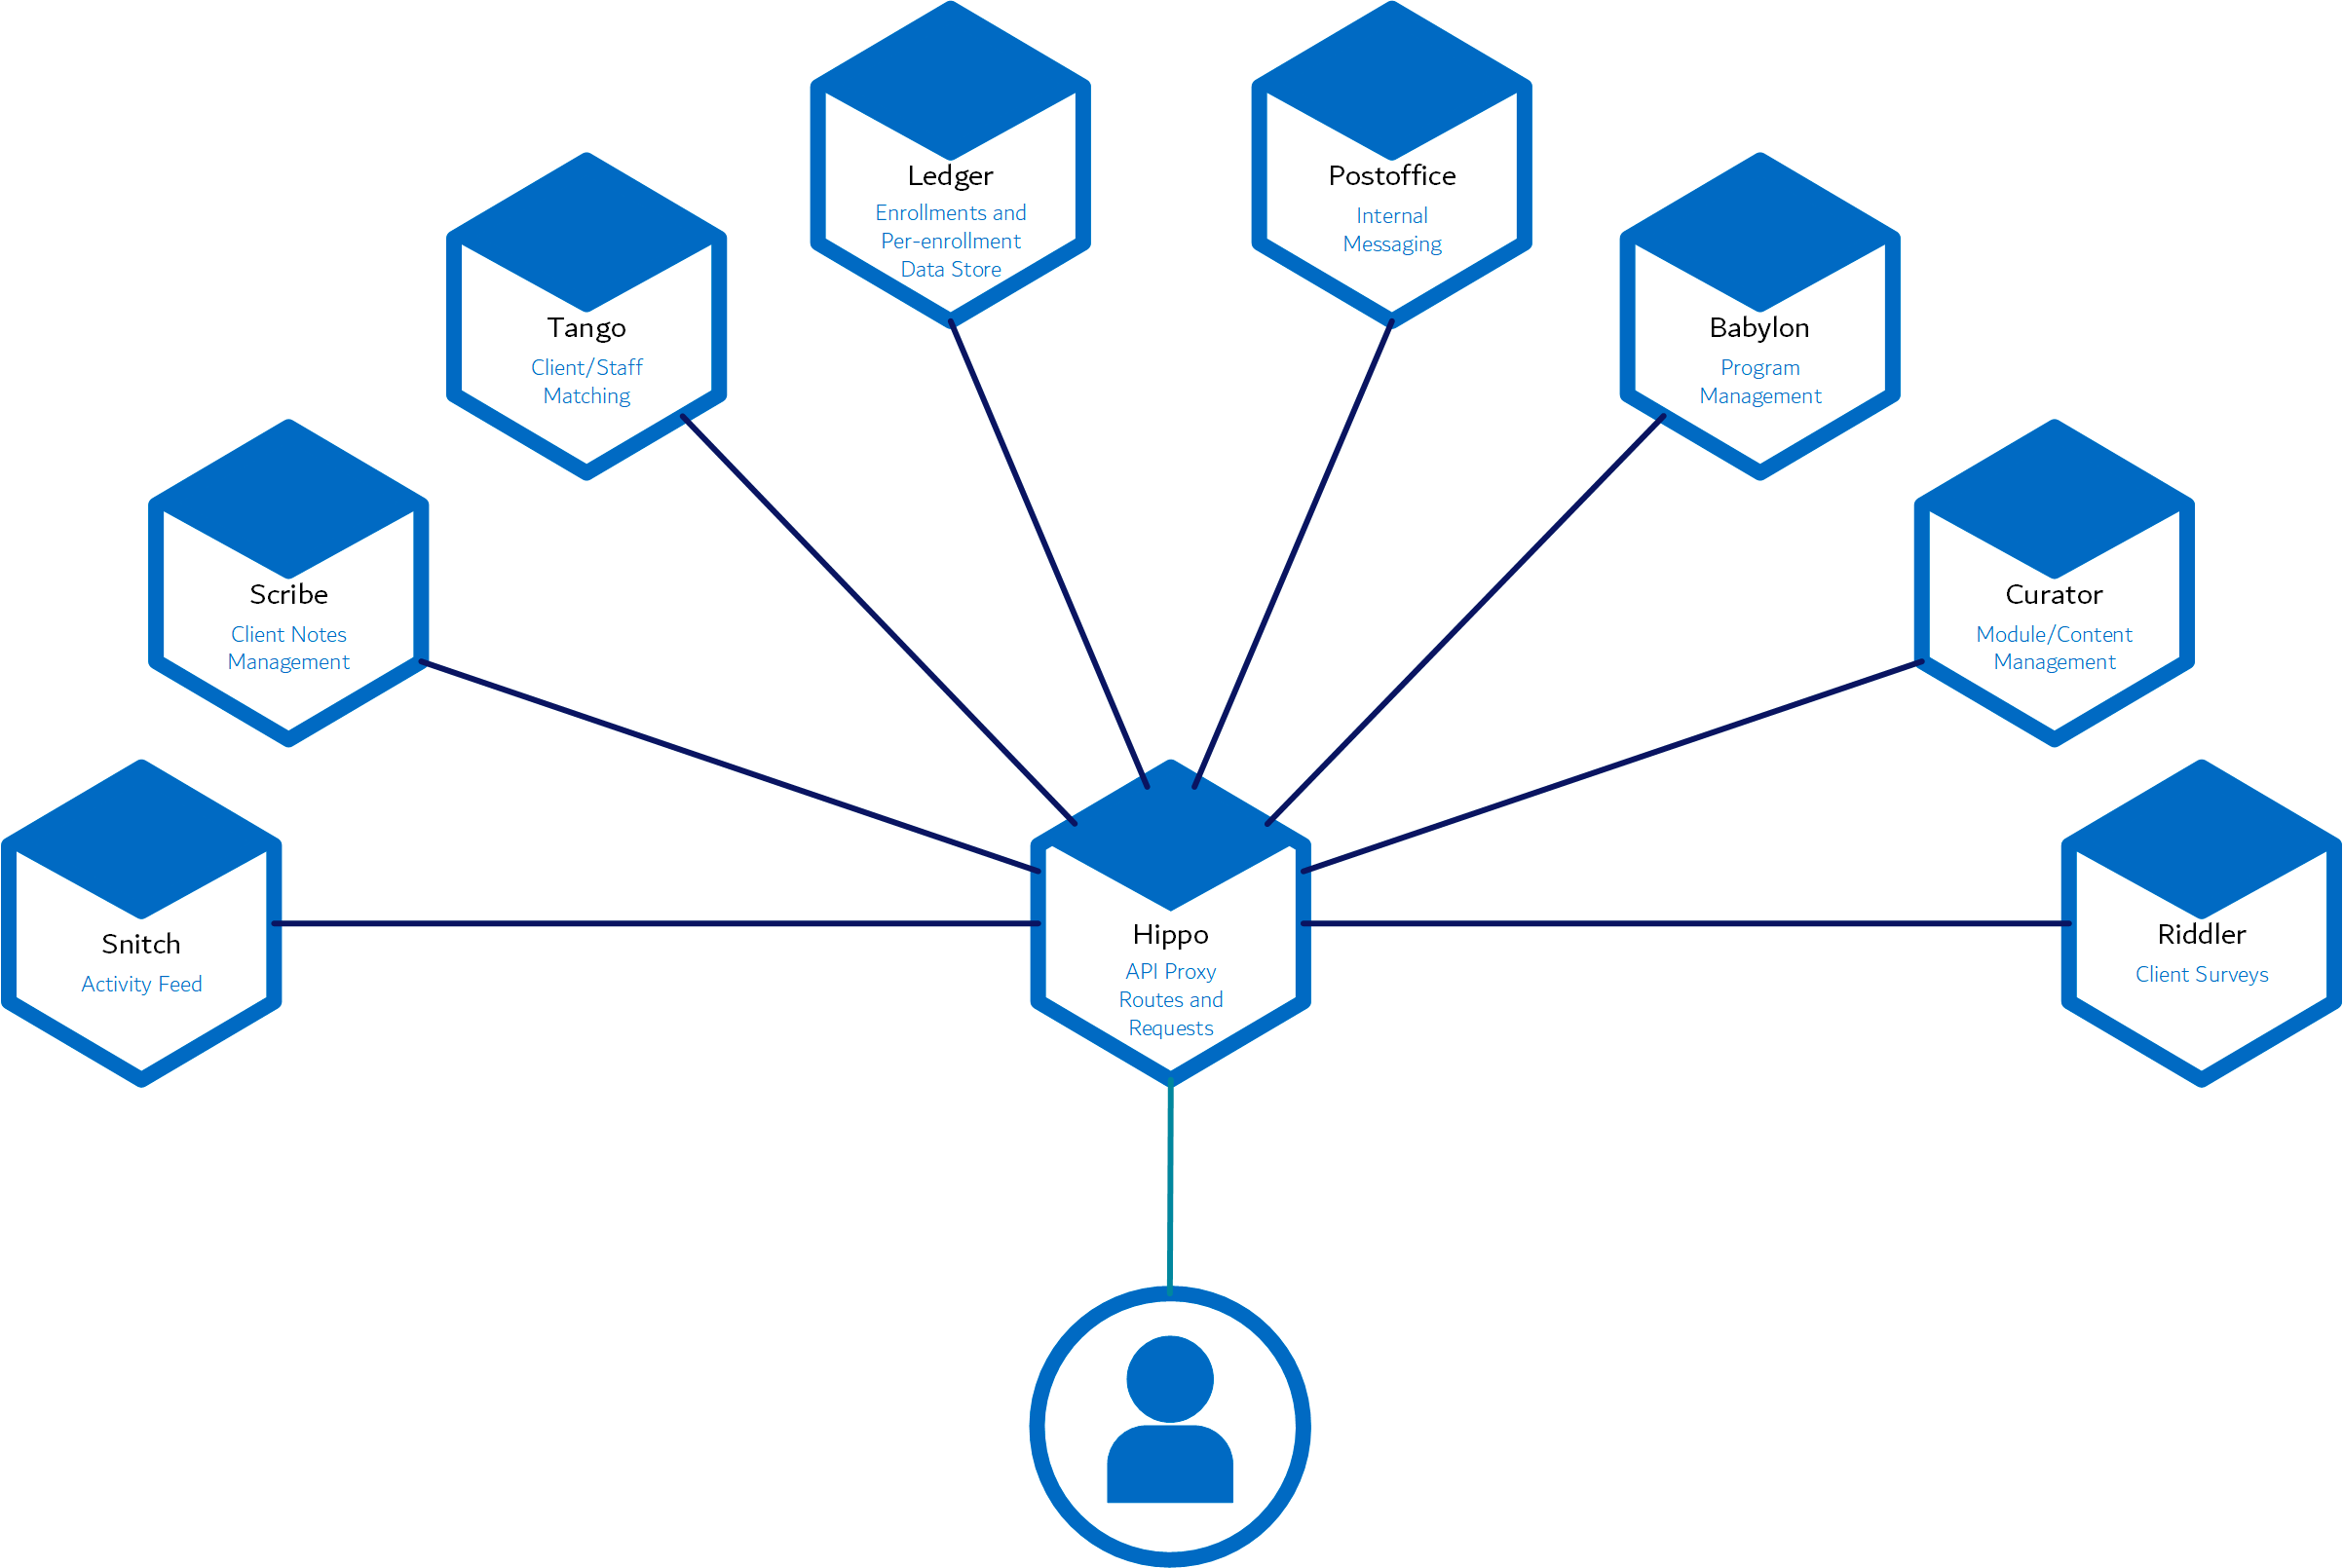 Ledger
Enrollments and
Per-enrollment
Data Store
Postoffice
Internal
Messaging
Tango
Client/Staff
Matching
Babylon
Program
Management
Scribe
Client Notes
Management
Curator
Module/Content
Management
Snitch
Activity Feed
Hippo
API Proxy
Routes and
Requests
Riddler
Client Surveys